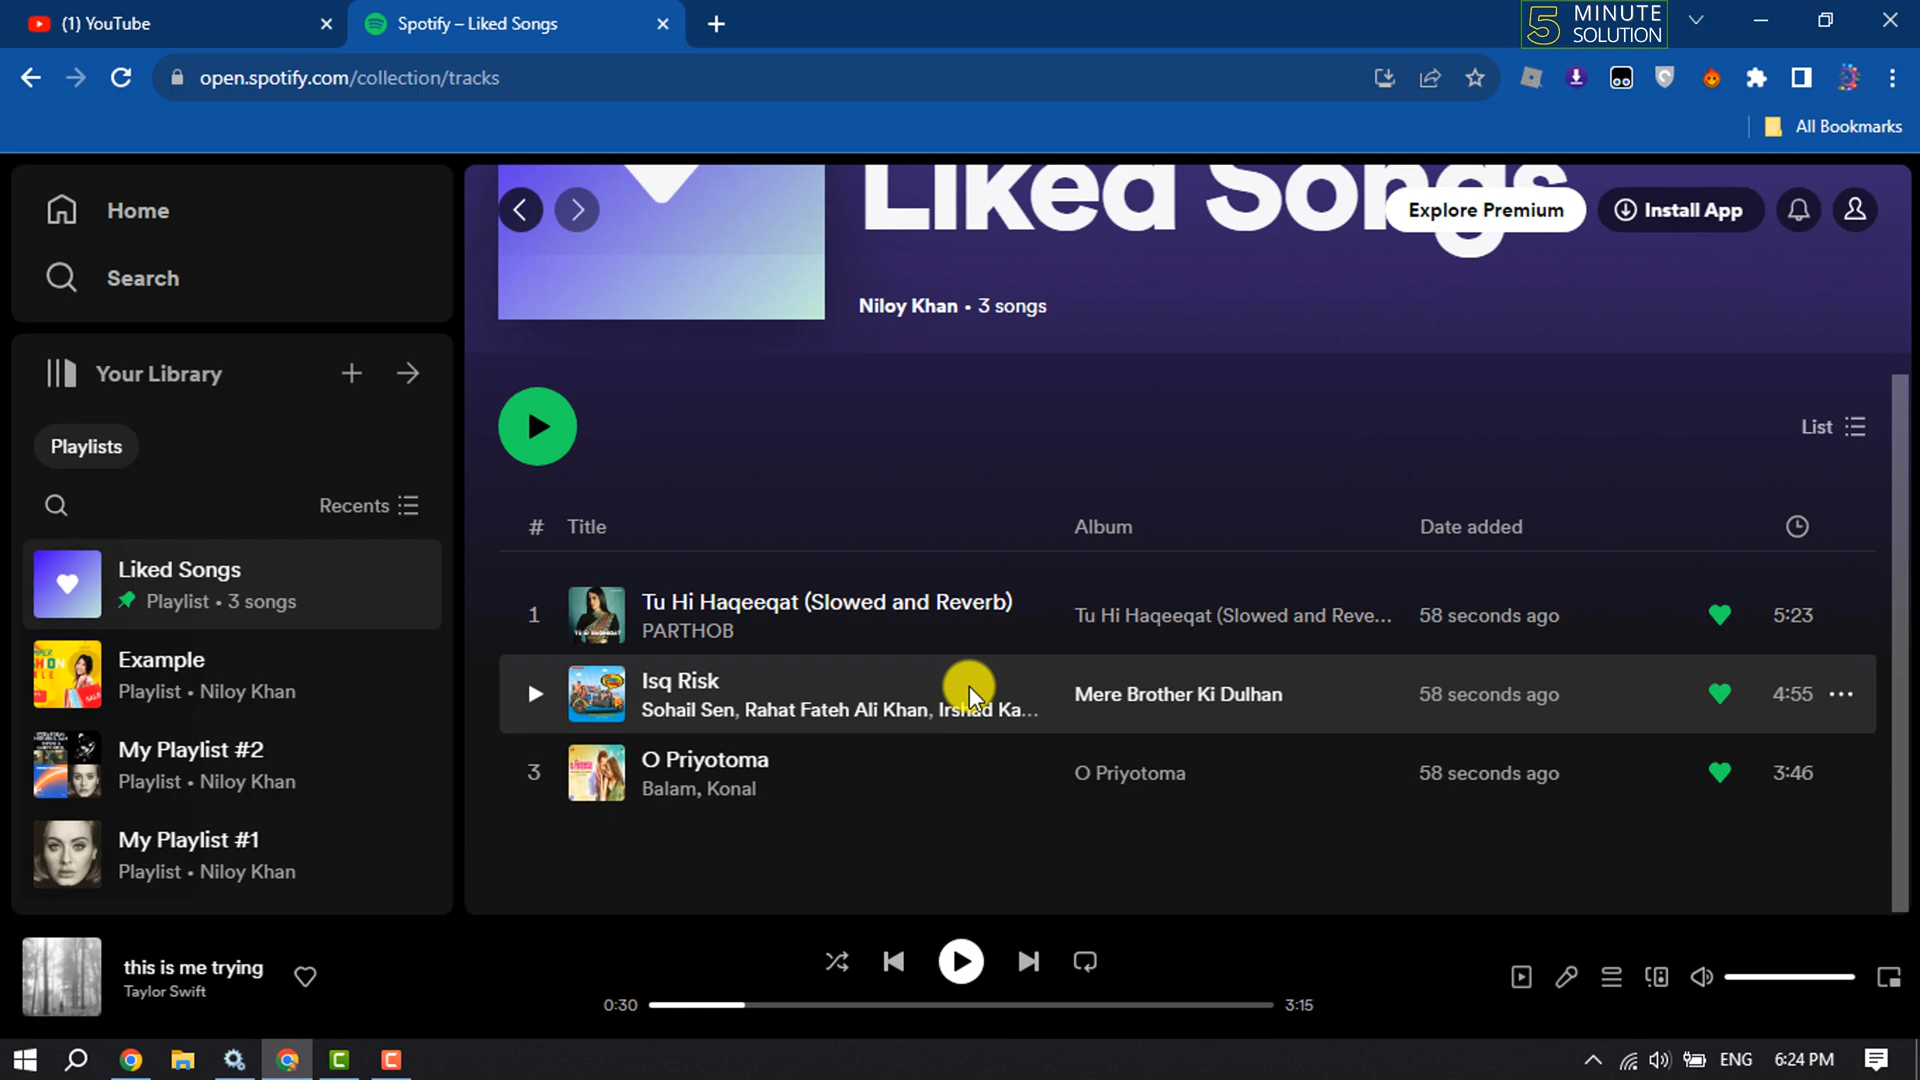 (1) YouTube
Spotify – Liked Songs
5 MINUTE SOLUTION
open.spotify.com/collection/tracks
All Bookmarks
Home
Search
Your Library
Playlists
Recents
Liked Songs
Playlist • 3 songs
Example
Playlist • Niloy Khan
My Playlist #2
Playlist • Niloy Khan
My Playlist #1
Playlist • Niloy Khan
Liked Songs
Explore Premium
Install App
Niloy Khan • 3 songs
List
# Title Album Date added
1 Tu Hi Haqeeqat (Slowed and Reverb) Tu Hi Haqeeqat (Slowed and Reve... 58 seconds ago 5:23
PARTHOB
Isq Risk Mere Brother Ki Dulhan 58 seconds ago 4:55
Sohail Sen, Rahat Fateh Ali Khan, Irshad Ka...
3 O Priyotoma O Priyotoma 58 seconds ago 3:46
Balam, Konal
this is me trying
Taylor Swift
0:30 3:15
ENG 6:24 PM